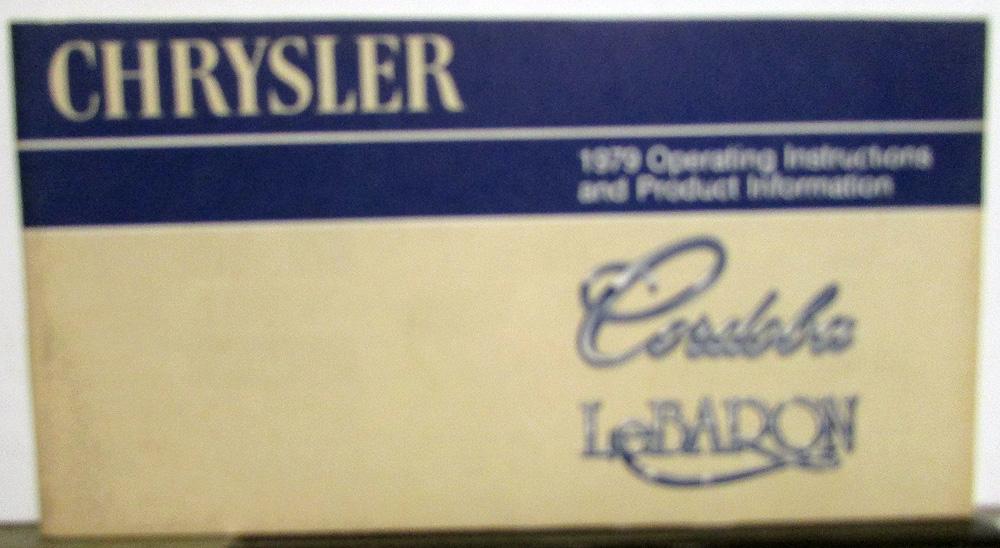 CHRYSLER
1979 Operating Instructions
and Product Information
Cordoba
LeBARON